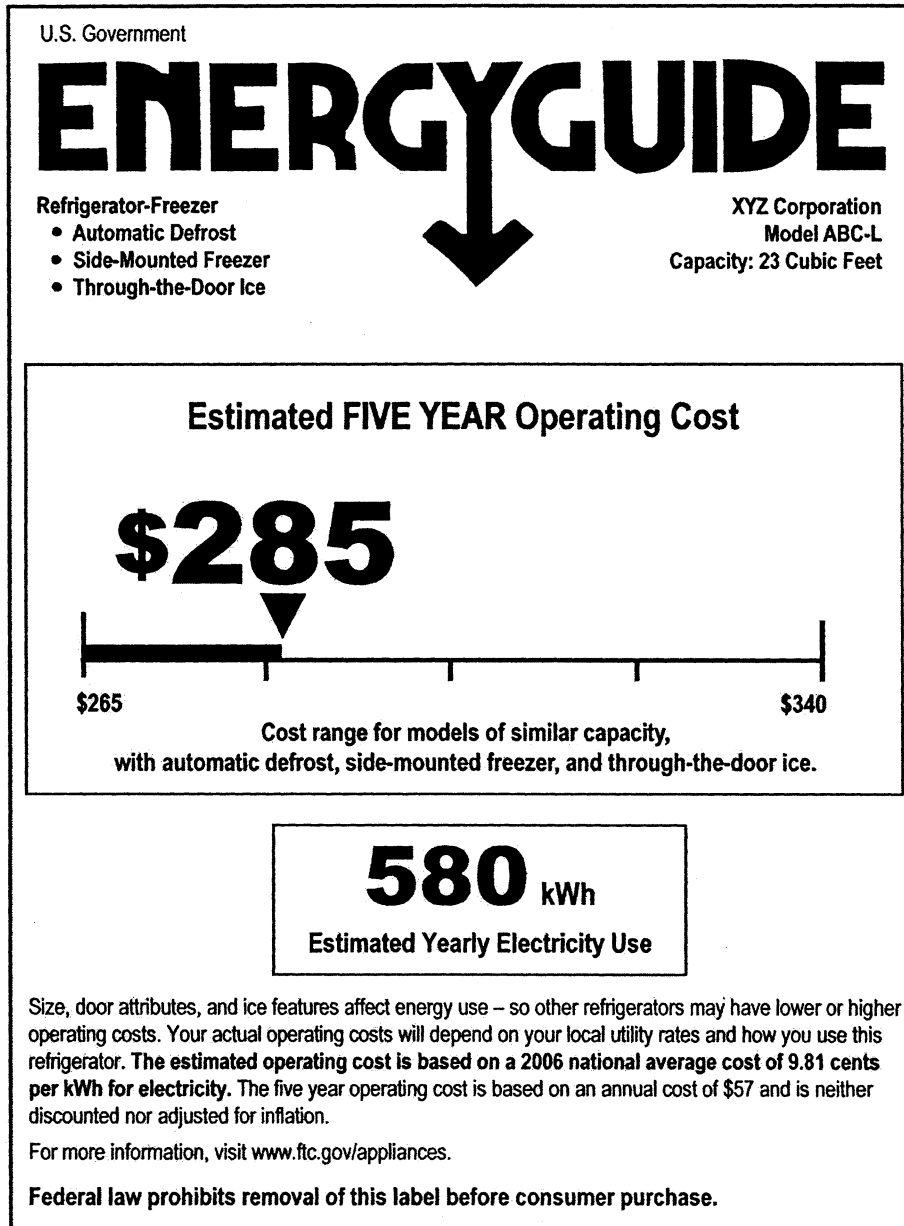 U.S. Government
ENERGYGUIDE
Refrigerator-Freezer
• Automatic Defrost
• Side-Mounted Freezer
• Through-the-Door Ice
XYZ Corporation
Model ABC-L
Capacity: 23 Cubic Feet
Estimated FIVE YEAR Operating Cost
$285
$265
$340
Cost range for models of similar capacity,
with automatic defrost, side-mounted freezer, and through-the-door ice.
580 kWh
Estimated Yearly Electricity Use
Size, door attributes, and ice features affect energy use – so other refrigerators may have lower or higher
operating costs. Your actual operating costs will depend on your local utility rates and how you use this
refrigerator. The estimated operating cost is based on a 2006 national average cost of 9.81 cents
per kWh for electricity. The five year operating cost is based on an annual cost of $57 and is neither
discounted nor adjusted for inflation.
For more information, visit www.ftc.gov/appliances.
Federal law prohibits removal of this label before consumer purchase.